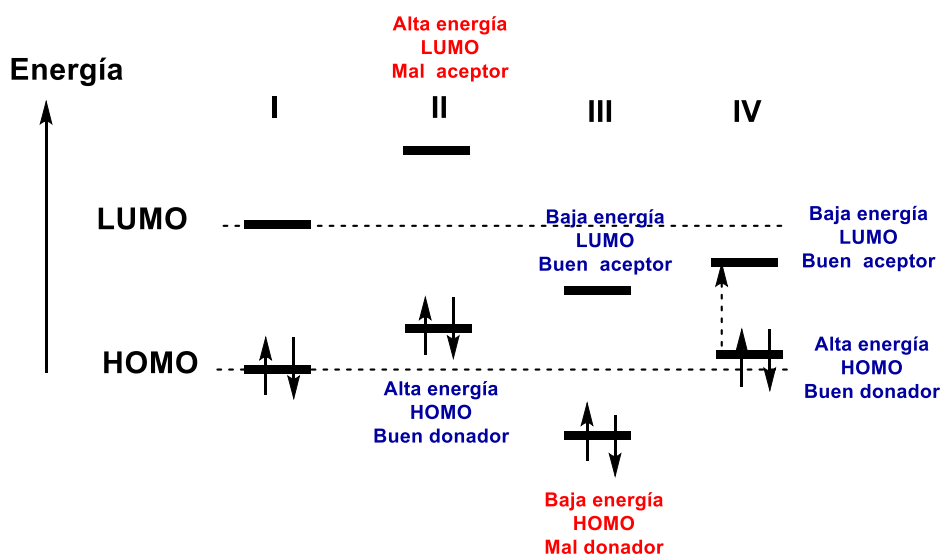 Alta energía
LUMO
Mal aceptor
Energía
I
II
III
IV
LUMO
Baja energía
LUMO
Buen aceptor
Baja energía
LUMO
Buen aceptor
HOMO
Alta energía
HOMO
Buen donador
Alta energía
HOMO
Buen donador
Baja energía
HOMO
Mal donador